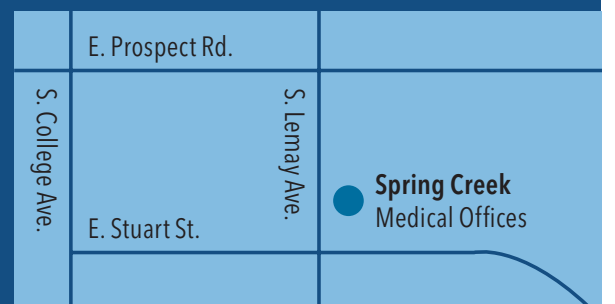 E. Prospect Rd.
S. College Ave.
S. Lemay Ave.
Spring Creek
Medical Offices
E. Stuart St.